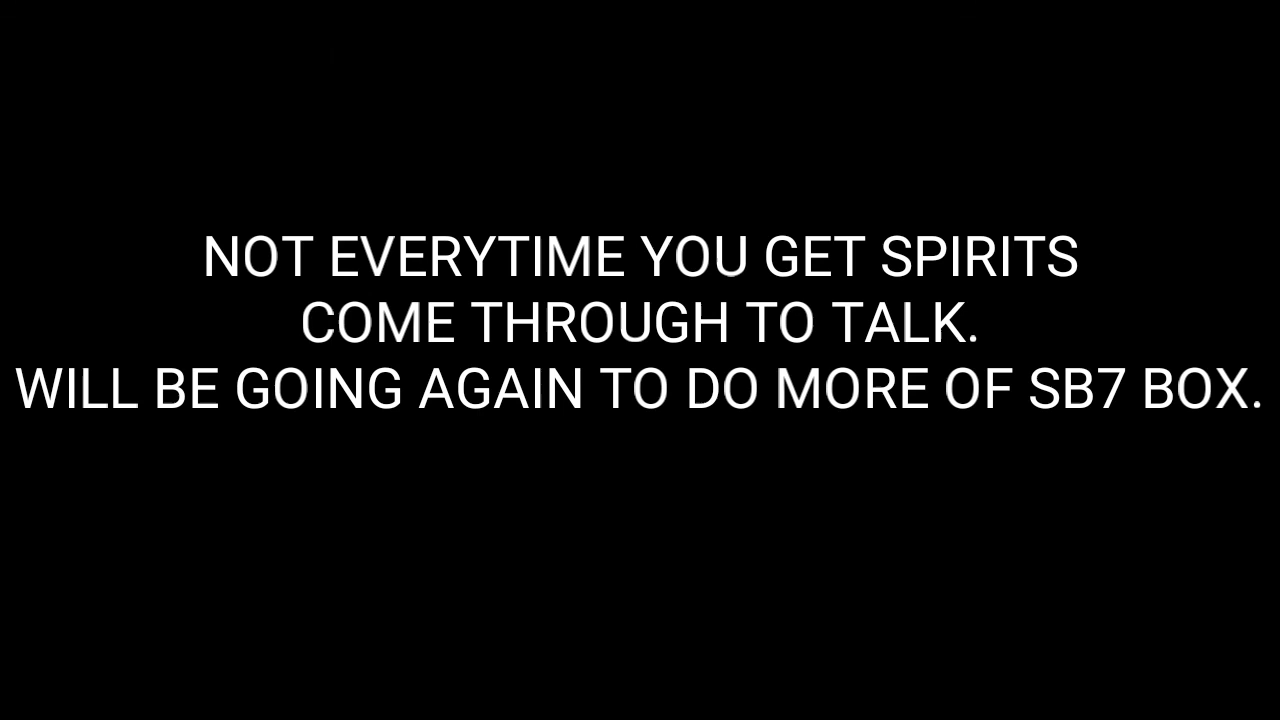 NOT EVERYTIME YOU GET SPIRITS
COME THROUGH TO TALK.
WILL BE GOING AGAIN TO DO MORE OF SB7 BOX.